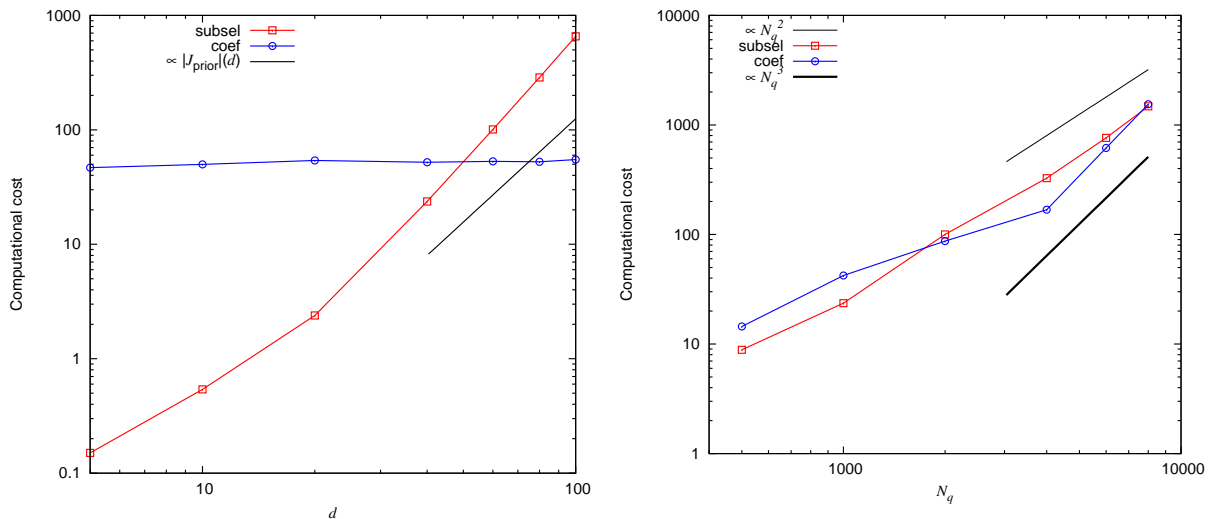 1000
100
10
1
0.1
Computational cost
subsel
coef
∝ |J_prior|(d)
10
100
d
10000
1000
100
10
1
Computational cost
∝ N_q^2
subsel
coef
∝ N_q^3
1000
10000
N_q